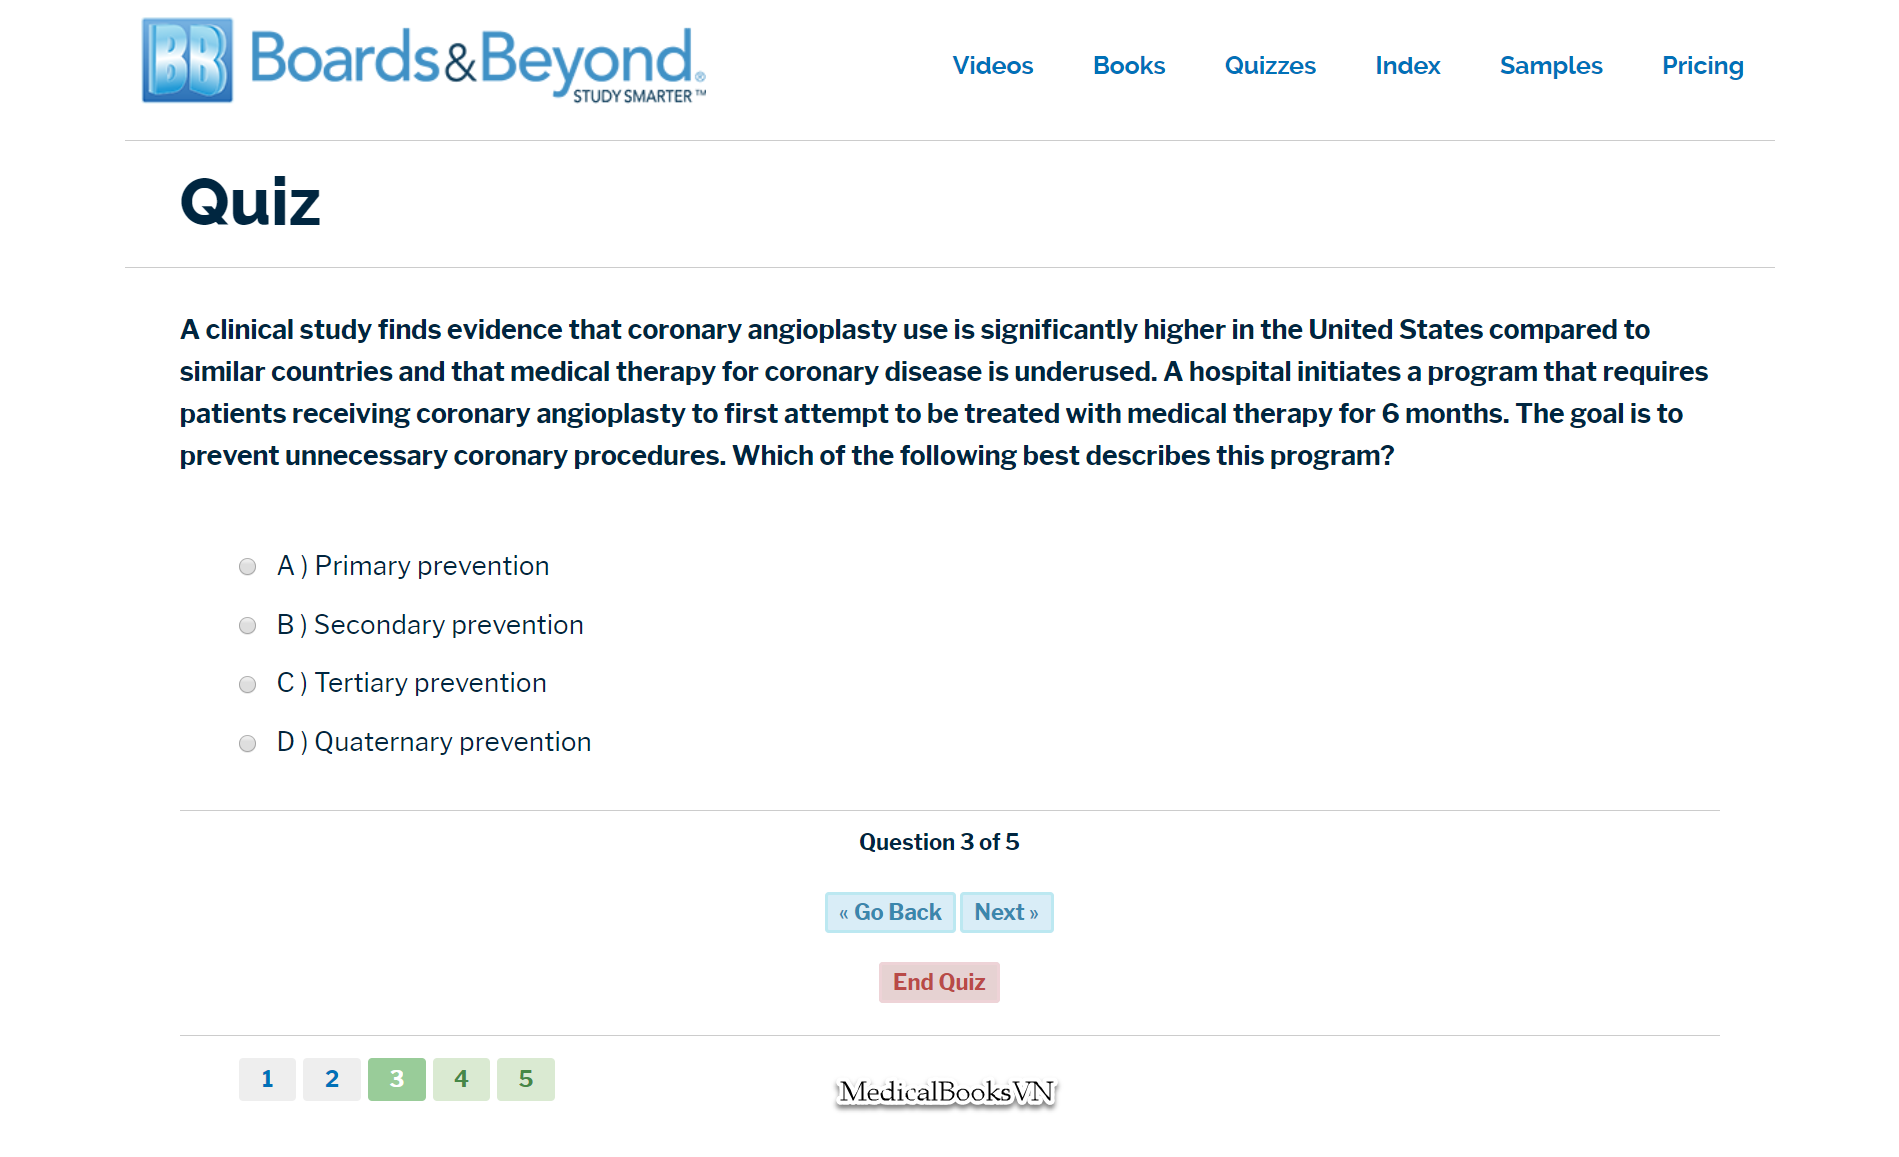 BB Boards&Beyond®
STUDY SMARTER™
Videos Books Quizzes Index Samples Pricing
Quiz
A clinical study finds evidence that coronary angioplasty use is significantly higher in the United States compared to
similar countries and that medical therapy for coronary disease is underused. A hospital initiates a program that requires
patients receiving coronary angioplasty to first attempt to be treated with medical therapy for 6 months. The goal is to
prevent unnecessary coronary procedures. Which of the following best describes this program?
A ) Primary prevention
B ) Secondary prevention
C ) Tertiary prevention
D ) Quaternary prevention
Question 3 of 5
« Go Back Next »
End Quiz
1 2 3 4 5
MedicalBooksVN